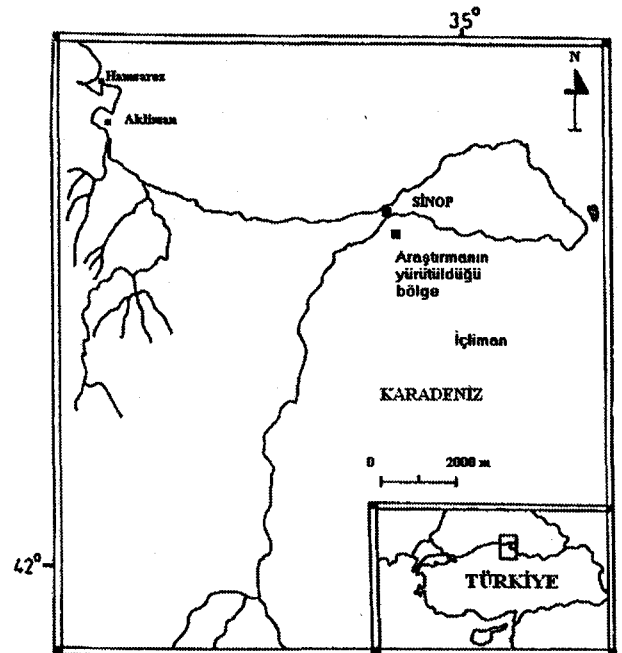 35°
N
Hamsaroz
Akliman
SİNOP
Araştırmanın
yürütüldüğü
bölge
İçliman
KARADENİZ
0 2000 m
42°
TÜRKİYE